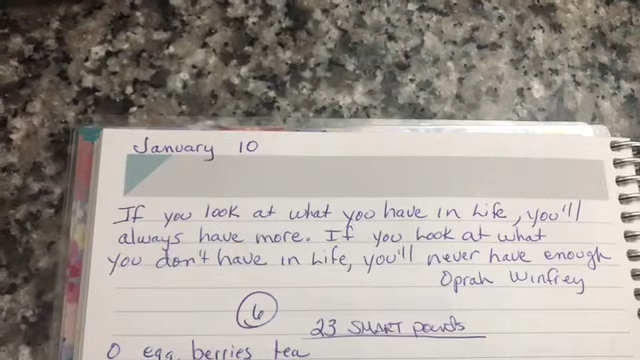 January 10
If you look at what you have in Life, you'll
always have more. If you look at what
you don't have in Life, you'll never have enough
Oprah Winfrey
6
23 SMART points
0 egg, berries tea